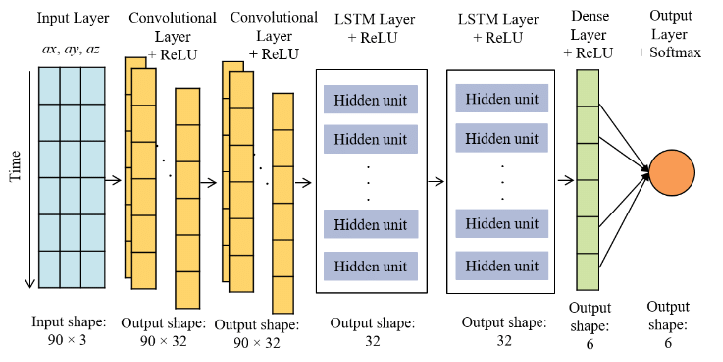 Input Layer
ax, ay, az
Time
Input shape:
90 × 3
Convolutional
Layer
+ ReLU
Output shape:
90 × 32
Convolutional
Layer
+ ReLU
Output shape:
90 × 32
LSTM Layer
+ ReLU
Hidden unit
Hidden unit
Hidden unit
Hidden unit
Output shape:
32
LSTM Layer
+ ReLU
Hidden unit
Hidden unit
Hidden unit
Hidden unit
Output shape:
32
Dense
Layer
+ ReLU
Output
shape:
6
Output
Layer
+ Softmax
Output
shape:
6